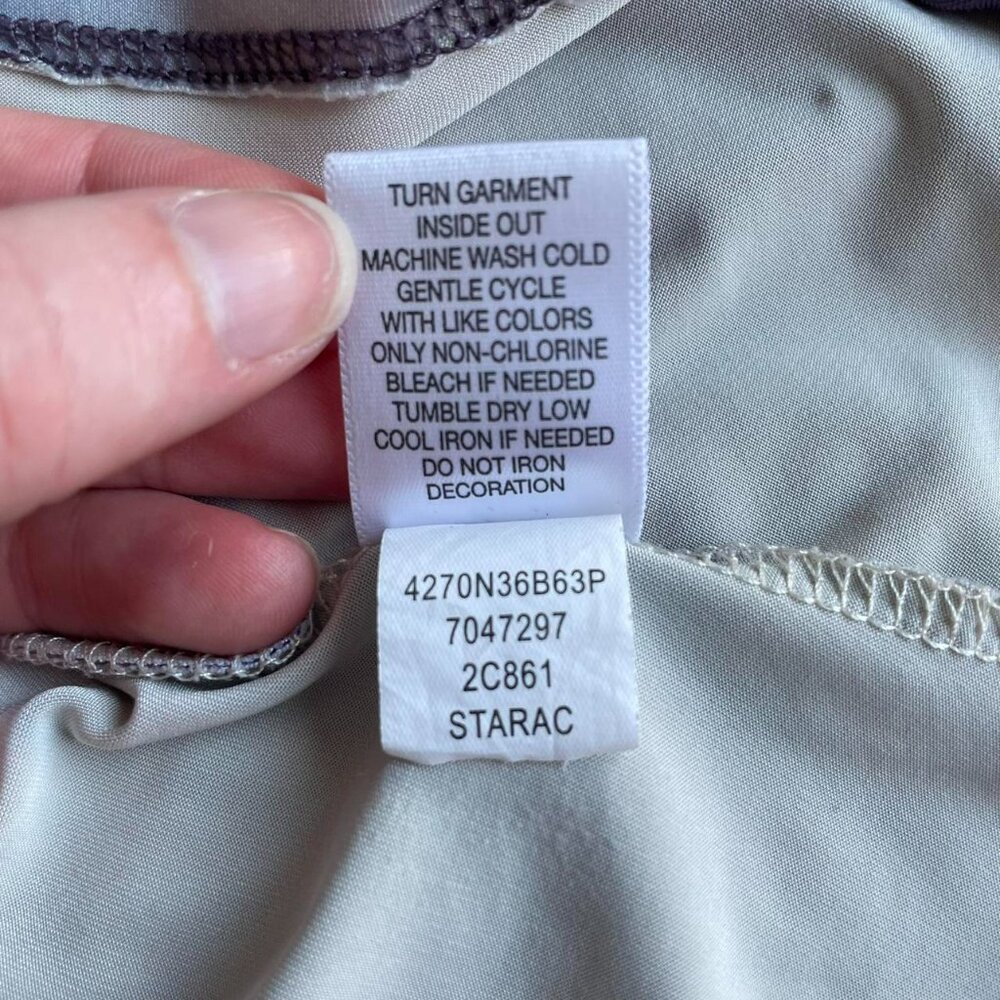 TURN GARMENT
INSIDE OUT
MACHINE WASH COLD
GENTLE CYCLE
WITH LIKE COLORS
ONLY NON-CHLORINE
BLEACH IF NEEDED
TUMBLE DRY LOW
COOL IRON IF NEEDED
DO NOT IRON
DECORATION
4270N36B63P
7047297
2C861
STARAC